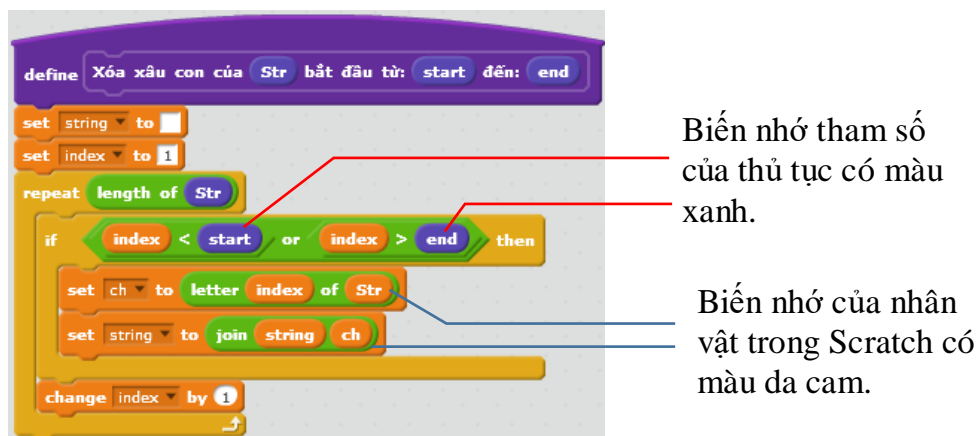 define Xóa xâu con của Str bắt đầu từ: start đến: end
set string to
set index to 1
repeat length of Str
if index < start or index > end then
set ch to letter index of Str
set string to join string ch
change index by 1
Biến nhớ tham số
của thủ tục có màu
xanh.
Biến nhớ của nhân
vật trong Scratch có
màu da cam.